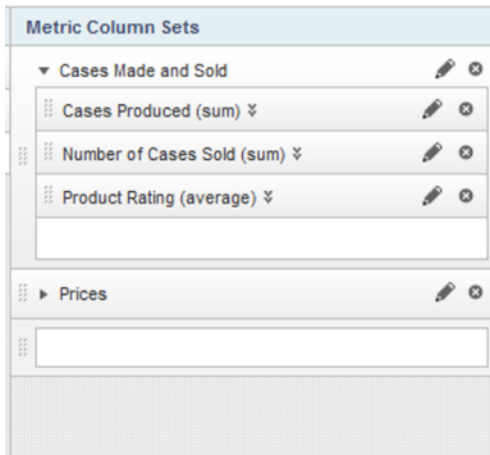 Metric Column Sets
Cases Made and Sold
Cases Produced (sum)
Number of Cases Sold (sum)
Product Rating (average)
Prices